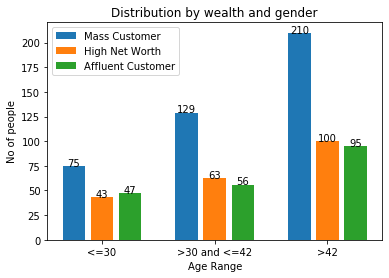 Distribution by wealth and gender
Mass Customer
High Net Worth
Affluent Customer
No of people
200
175
150
125
100
75
50
25
0
75
43
47
129
63
56
210
100
95
<=30
>30 and <=42
>42
Age Range